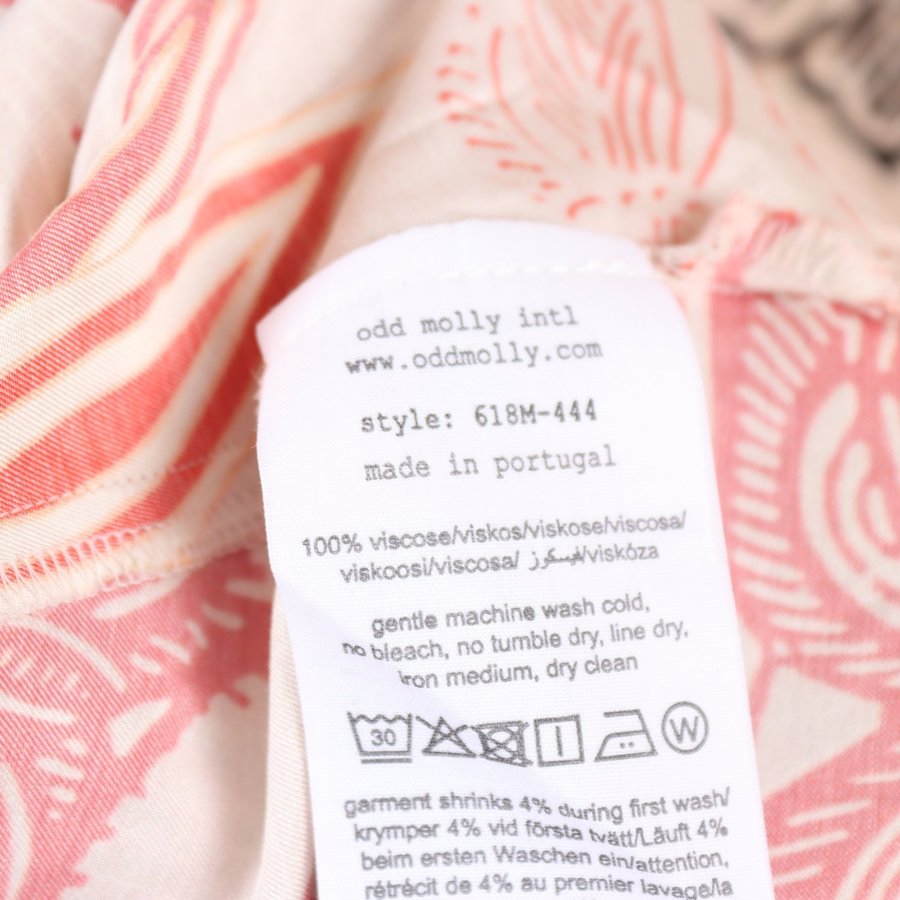 odd molly intl
www.oddmolly.com
style: 618M-444
made in portugal
100% viscose/viskos/viskose/viscosa/
viskoosi/viscosa/ فيسكوز/viskóza
gentle machine wash cold,
no bleach, no tumble dry, line dry,
iron medium, dry clean
30 W
garment shrinks 4% during first wash/
krymper 4% vid första tvätt/Läuft 4%
beim ersten Waschen ein/attention,
rétrécit de 4% au premier lavage/la